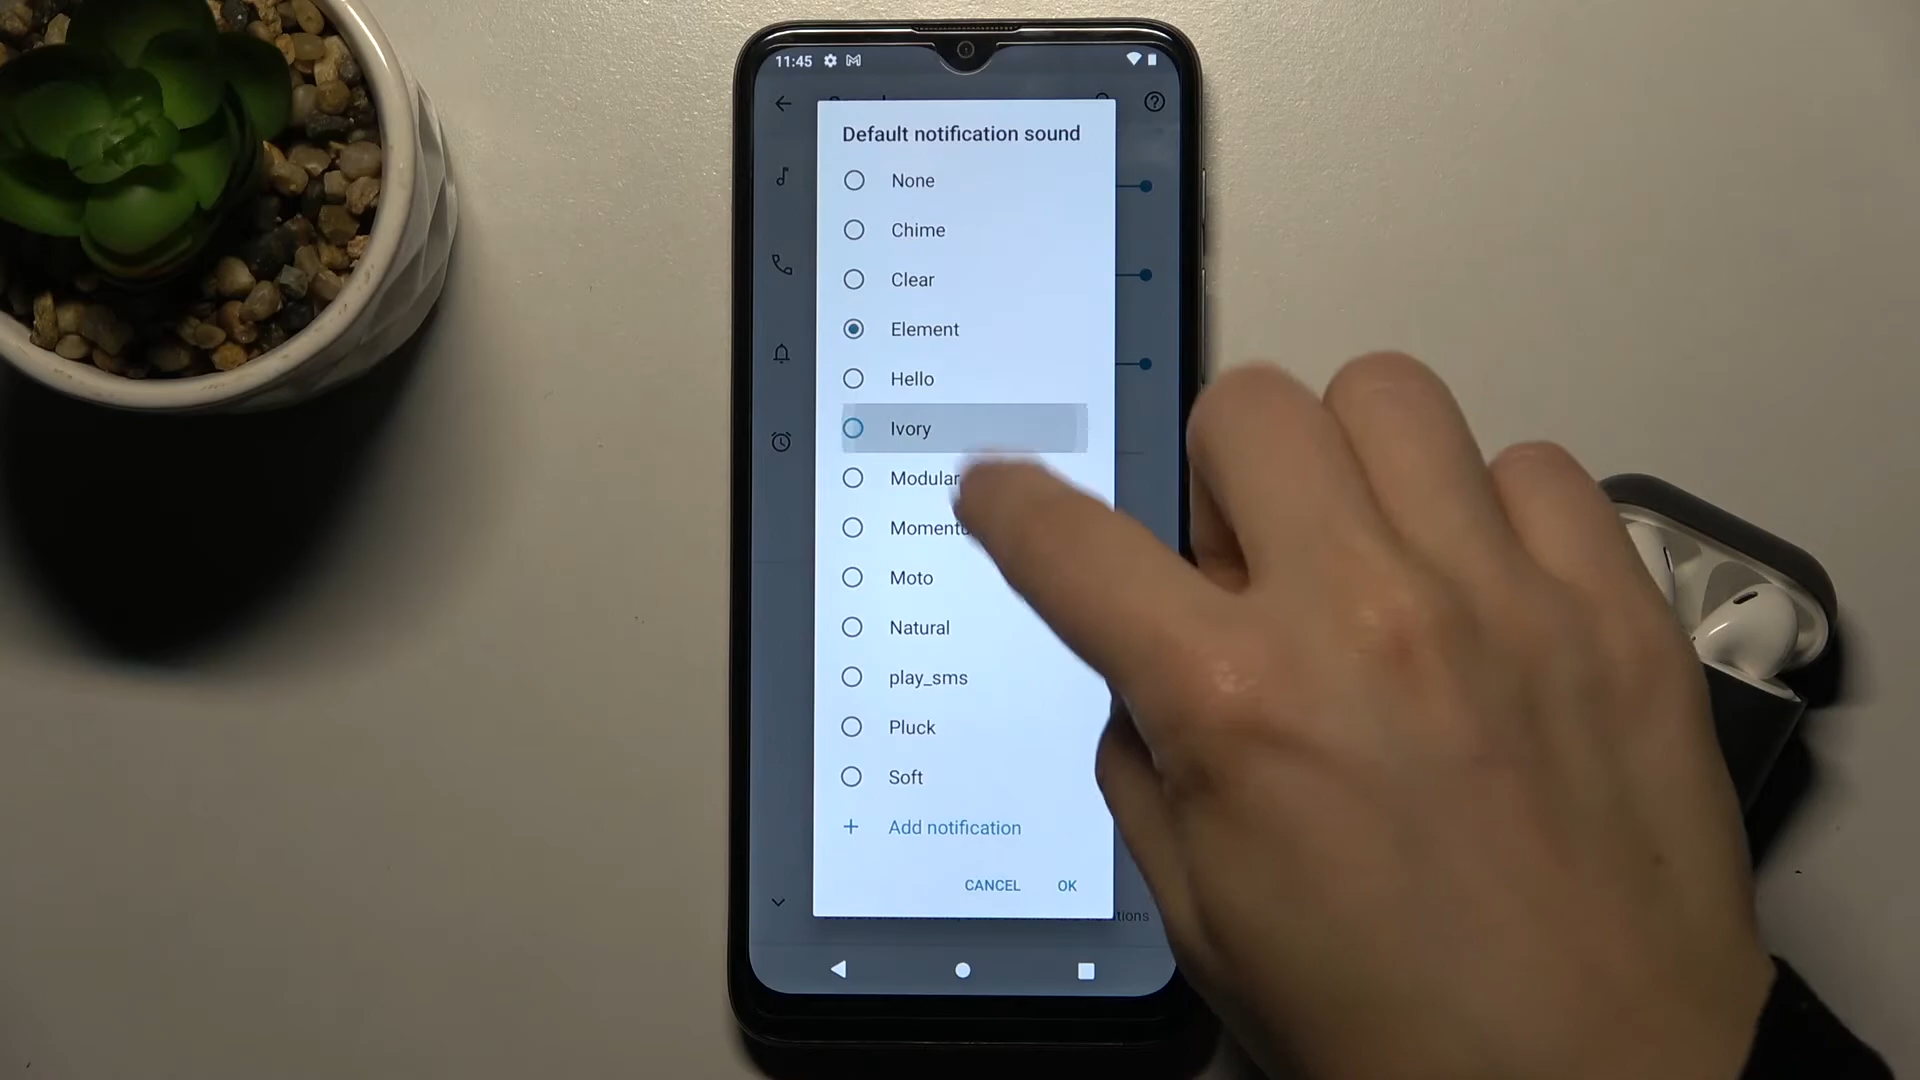 11:45
Default notification sound
None
Chime
Clear
Element
Hello
Ivory
Modular
Moment
Moto
Natural
play_sms
Pluck
Soft
+ Add notification
CANCEL OK
tions